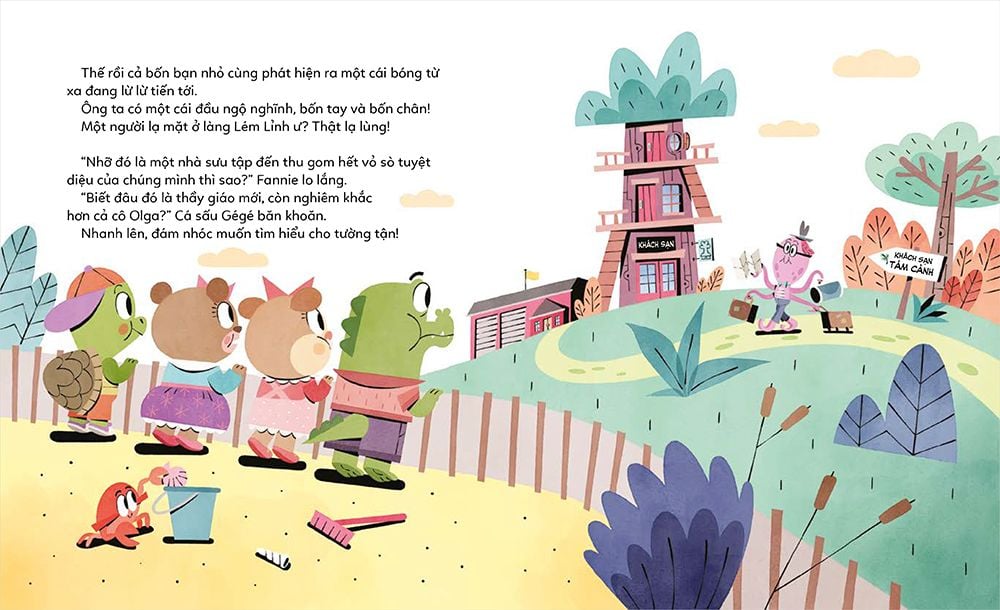 Thế rồi cả bốn bạn nhỏ cùng phát hiện ra một cái bóng từ
xa đang lừ lừ tiến tới.
Ông ta có một cái đầu ngộ nghĩnh, bốn tay và bốn chân!
Một người lạ mặt ở làng Lém Lỉnh ư? Thật lạ lùng!
“Nhỡ đó là một nhà sưu tập đến thu gom hết vỏ sò tuyệt
diệu của chúng mình thì sao?” Fannie lo lắng.
“Biết đâu đó là thầy giáo mới, còn nghiêm khắc
hơn cả cô Olga?” Cá sấu Gégé băn khoăn.
Nhanh lên, đám nhóc muốn tìm hiểu cho tường tận!
KHÁCH SẠN
KHÁCH SẠN
TÁM CẢNH